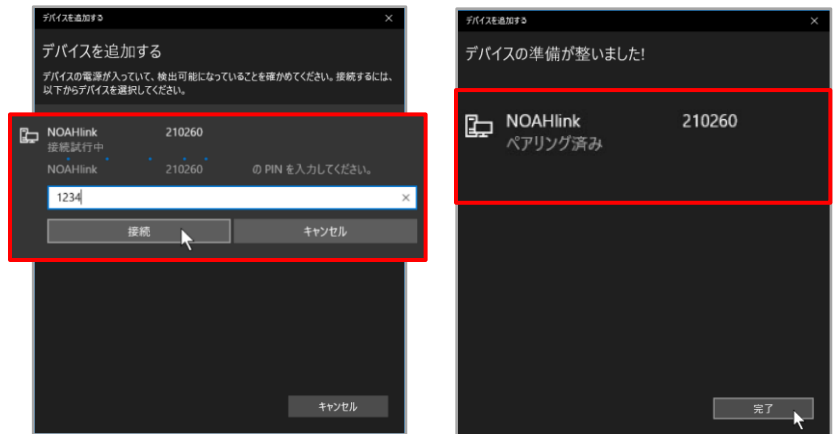 デバイスを追加する
デバイスを追加する
デバイスの電源が入っていて、検出可能になっていることを確かめてください。接続するには、
以下からデバイスを選択してください。
NOAHlink 210260
接続試行中
NOAHlink 210260 の PIN を入力してください。
1234
接続 キャンセル
キャンセル
デバイスを追加する
デバイスの準備が整いました!
NOAHlink 210260
ペアリング済み
完了